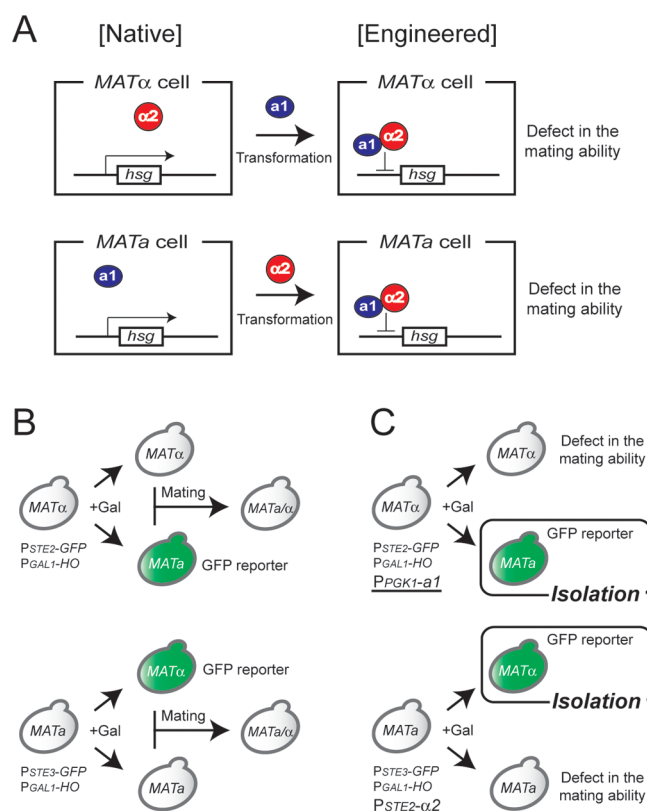 A
[Native]
[Engineered]
MATα cell
α2
hsg
a1
Transformation
MATα cell
a1
α2
hsg
Defect in the
mating ability
MATa cell
a1
hsg
α2
Transformation
MATa cell
a1
α2
hsg
Defect in the
mating ability
B
MATα
+Gal
PSTE2-GFP
PGAL1-HO
MATα
Mating
MATa/α
MATa
GFP reporter
MATa
+Gal
PSTE3-GFP
PGAL1-HO
MATα
GFP reporter
Mating
MATa/α
MATa
C
MATα
+Gal
PSTE2-GFP
PGAL1-HO
PPGK1-a1
MATα
Defect in the
mating ability
GFP reporter
MATa
Isolation
MATa
+Gal
PSTE3-GFP
PGAL1-HO
PSTE2-α2
GFP reporter
MATα
Isolation
MATa
Defect in the
mating ability